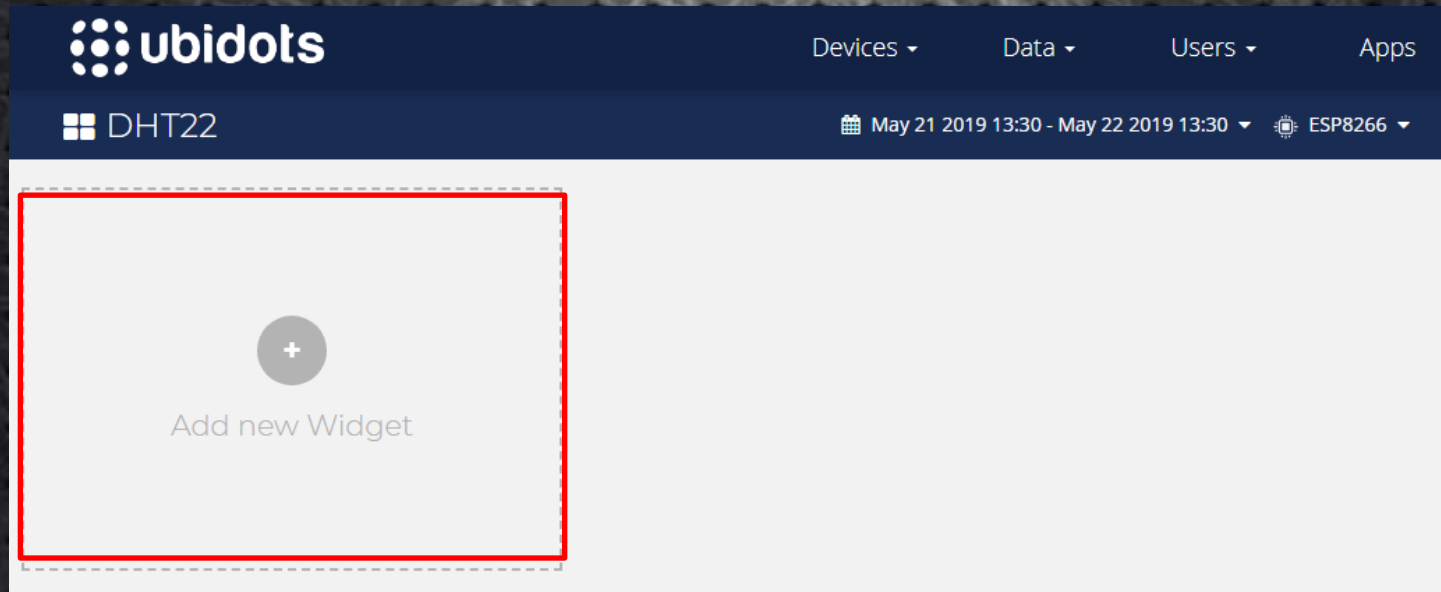 ubidots
Devices
Data
Users
Apps
DHT22
May 21 2019 13:30 - May 22 2019 13:30
ESP8266
+
Add new Widget